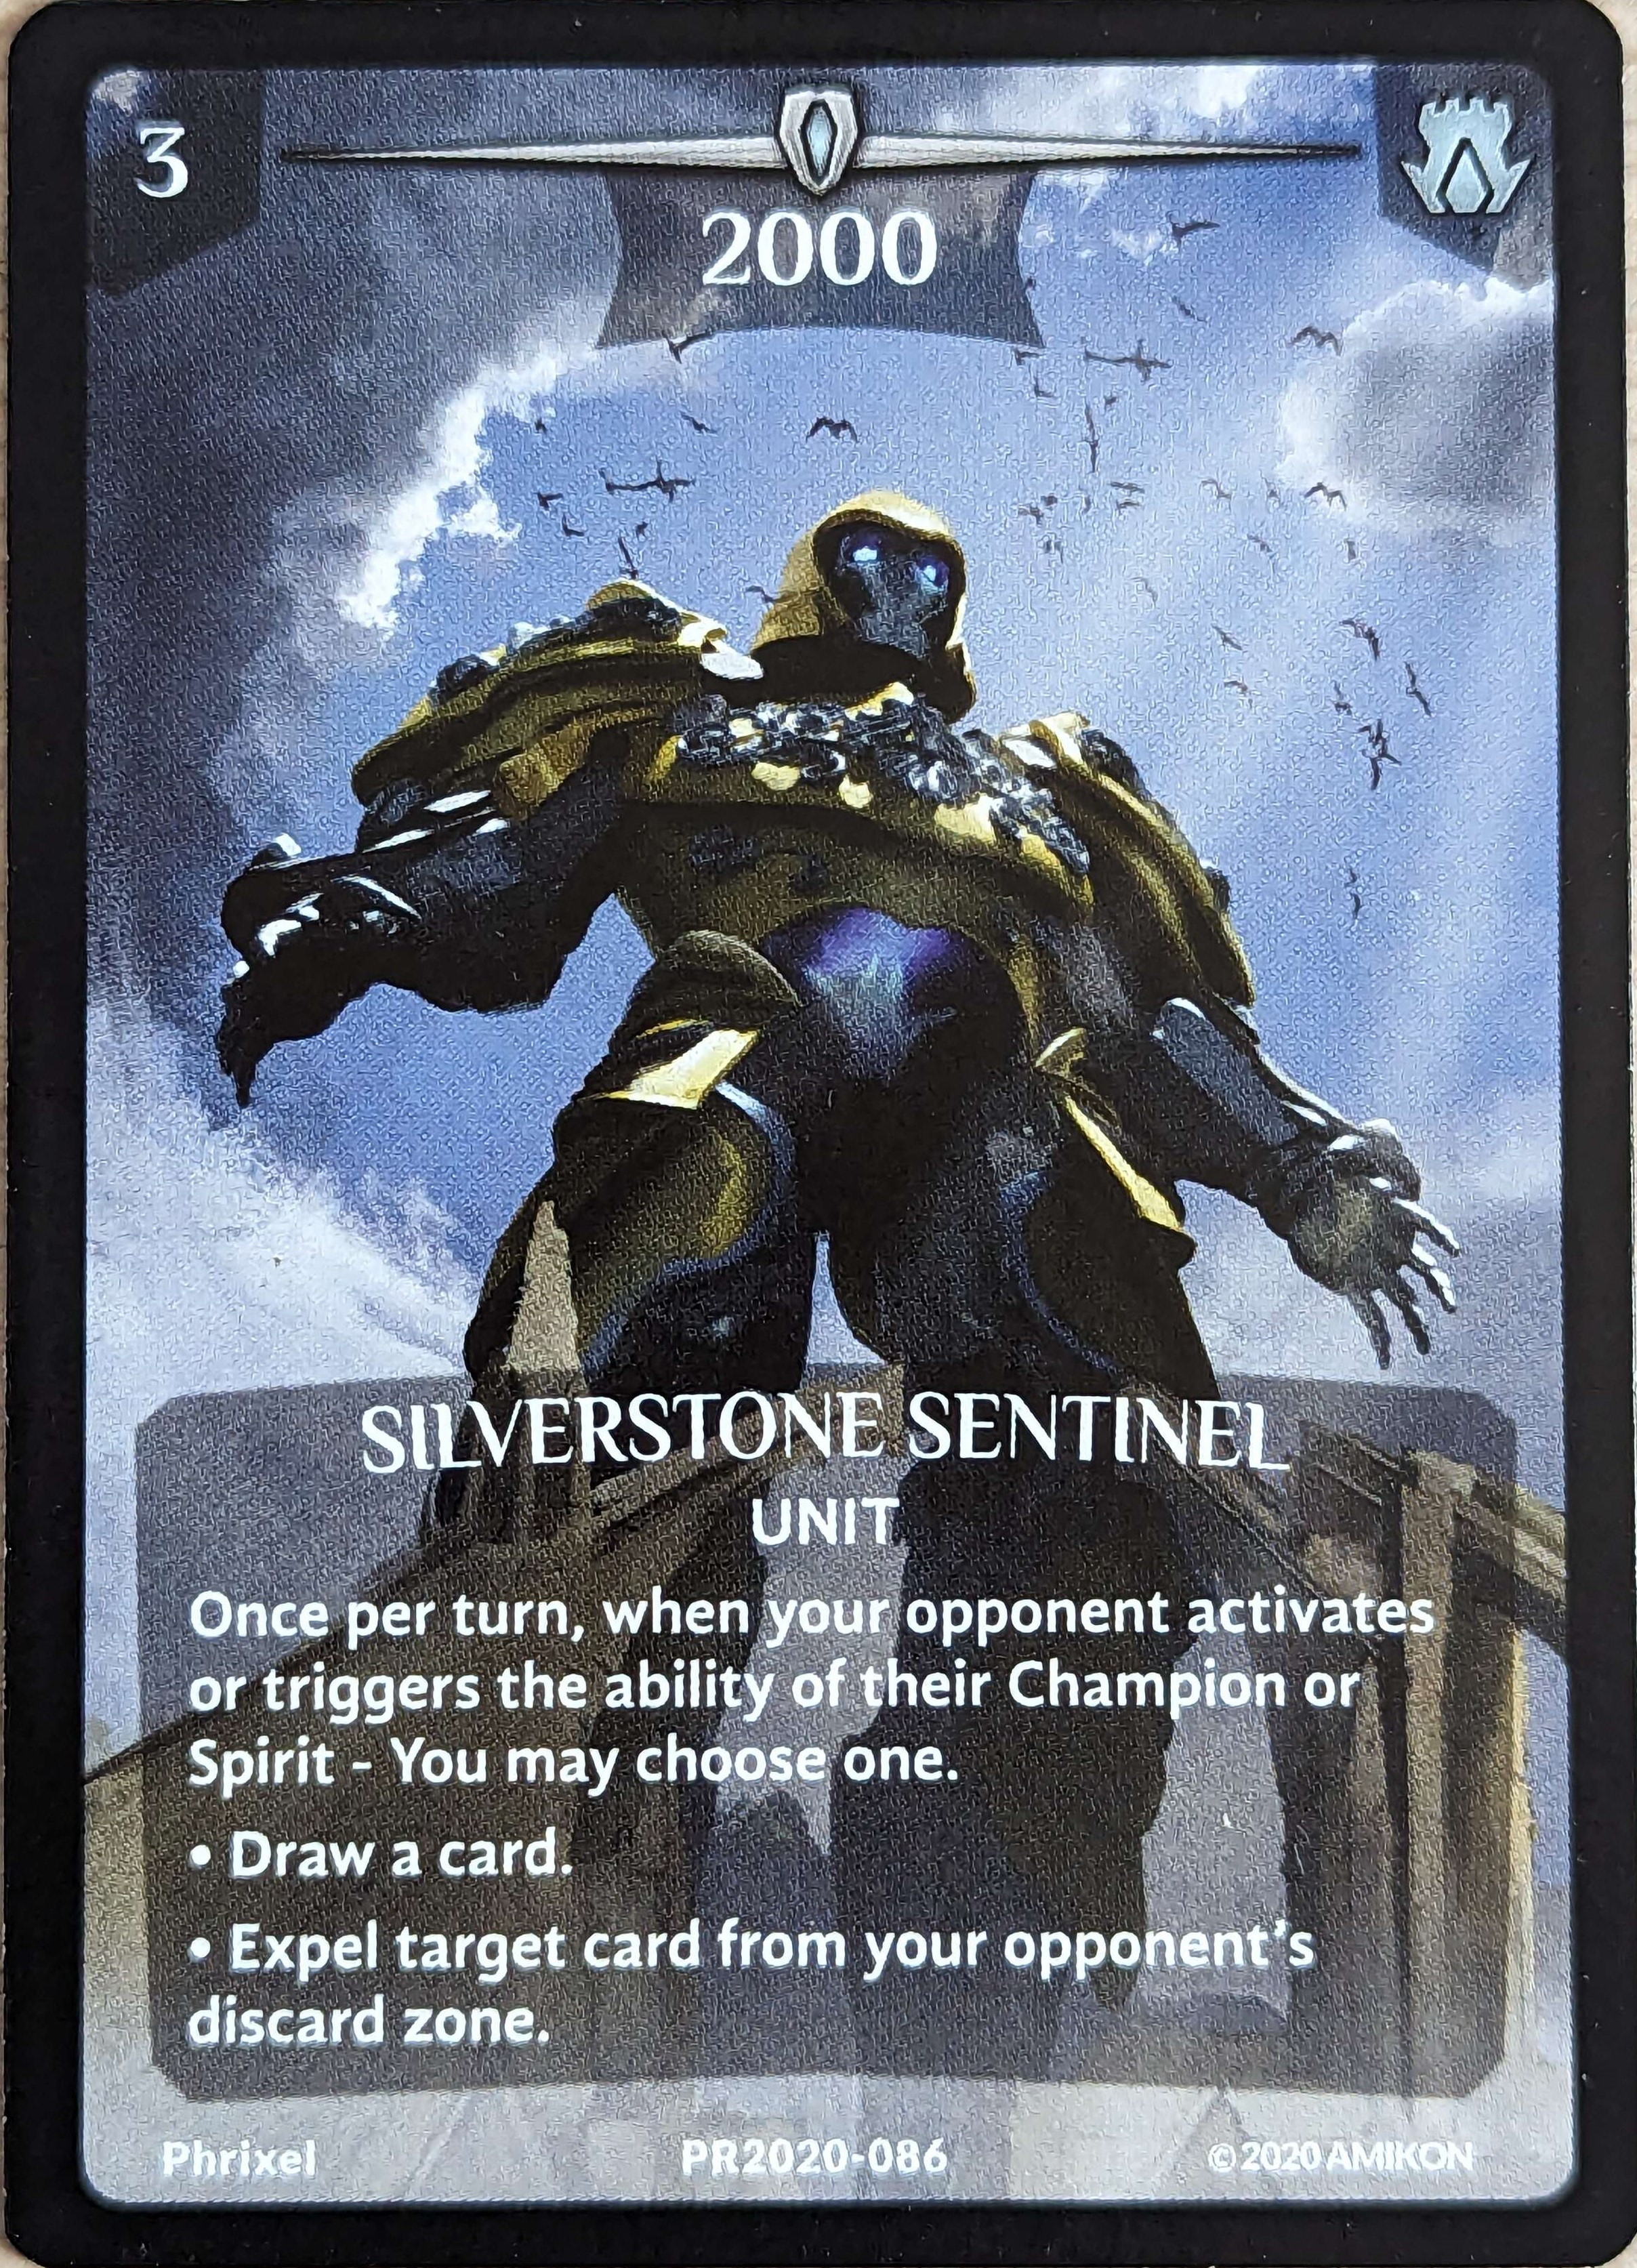 3
2000
SILVERSTONE SENTINEL
UNIT
Once per turn, when your opponent activates
or triggers the ability of their Champion or
Spirit - You may choose one.
• Draw a card.
• Expel target card from your opponent's
discard zone.
Phrixel PR2020-086 ©2020 AMIKON